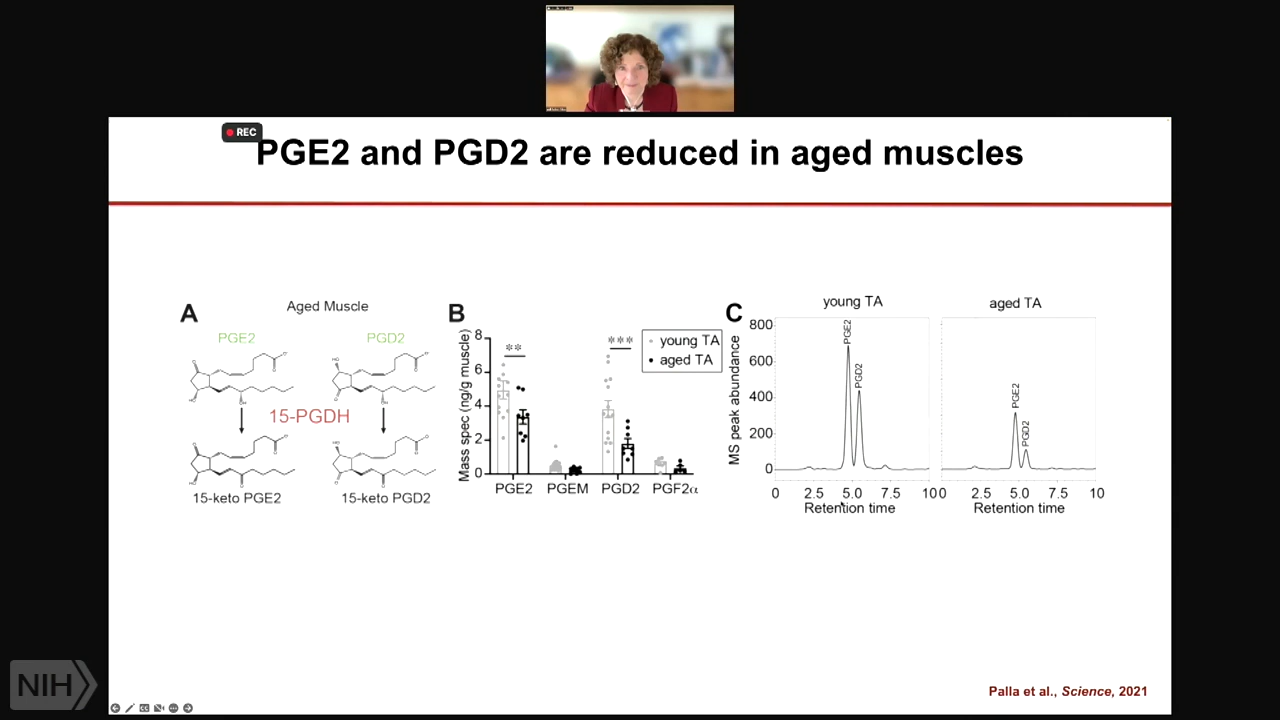 REC
PGE2 and PGD2 are reduced in aged muscles
A
Aged Muscle
PGE2
PGD2
15-PGDH
15-keto PGE2
15-keto PGD2
B
Mass spec (ng/g muscle)
8
6
4
2
0
**
***
young TA
aged TA
PGE2
PGEM
PGD2
PGF2α
C
young TA
aged TA
MS peak abundance
800
600
400
200
0
PGE2
PGD2
PGE2
PGD2
0 2.5 5.0 7.5 10
0 2.5 5.0 7.5 10
Retention time
Retention time
NIH
Palla et al., Science, 2021